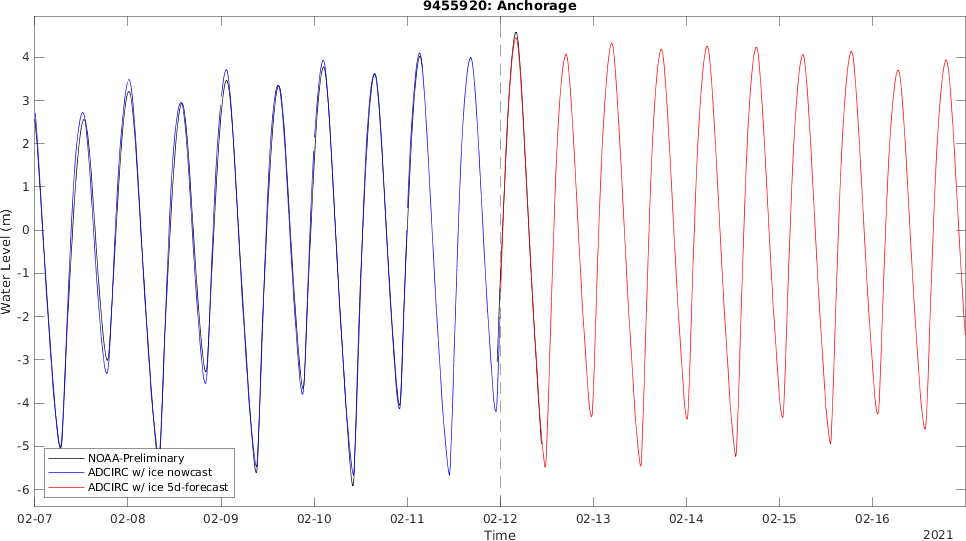 9455920: Anchorage
Water Level (m)
4
3
2
1
0
-1
-2
-3
-4
-5
-6
NOAA-Preliminary
ADCIRC w/ ice nowcast
ADCIRC w/ ice 5d-forecast
02-07 02-08 02-09 02-10 02-11 02-12 02-13 02-14 02-15 02-16
Time
2021